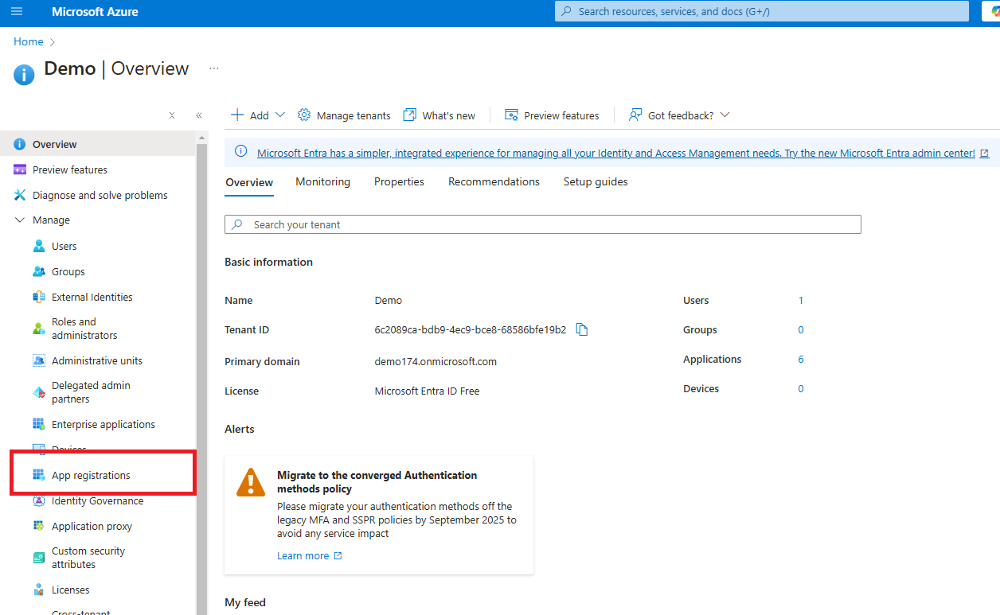 Microsoft Azure
Search resources, services, and docs (G+/)
Home
Demo | Overview
Add
Manage tenants
What's new
Preview features
Got feedback?
Overview
Preview features
Diagnose and solve problems
Manage
Users
Groups
External Identities
Roles and
administrators
Administrative units
Delegated admin
partners
Enterprise applications
Devices
App registrations
Identity Governance
Application proxy
Custom security
attributes
Licenses
Cross-tenant
Microsoft Entra has a simpler, integrated experience for managing all your Identity and Access Management needs. Try the new Microsoft Entra admin center!
Overview
Monitoring
Properties
Recommendations
Setup guides
Search your tenant
Basic information
Name Demo
Tenant ID 6c2089ca-bdb9-4ec9-bce8-68586bfe19b2
Primary domain demo174.onmicrosoft.com
License Microsoft Entra ID Free
Users 1
Groups 0
Applications 6
Devices 0
Alerts
Migrate to the converged Authentication
methods policy
Please migrate your authentication methods off the
legacy MFA and SSPR policies by September 2025 to
avoid any service impact
Learn more
My feed